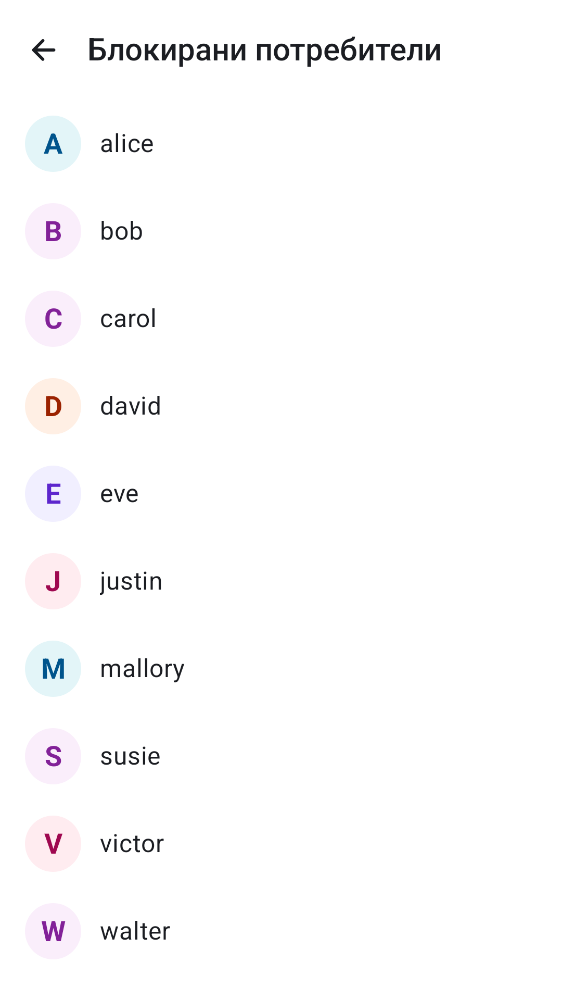 Блокирани потребители
A alice
B bob
C carol
D david
E eve
J justin
M mallory
S susie
V victor
W walter